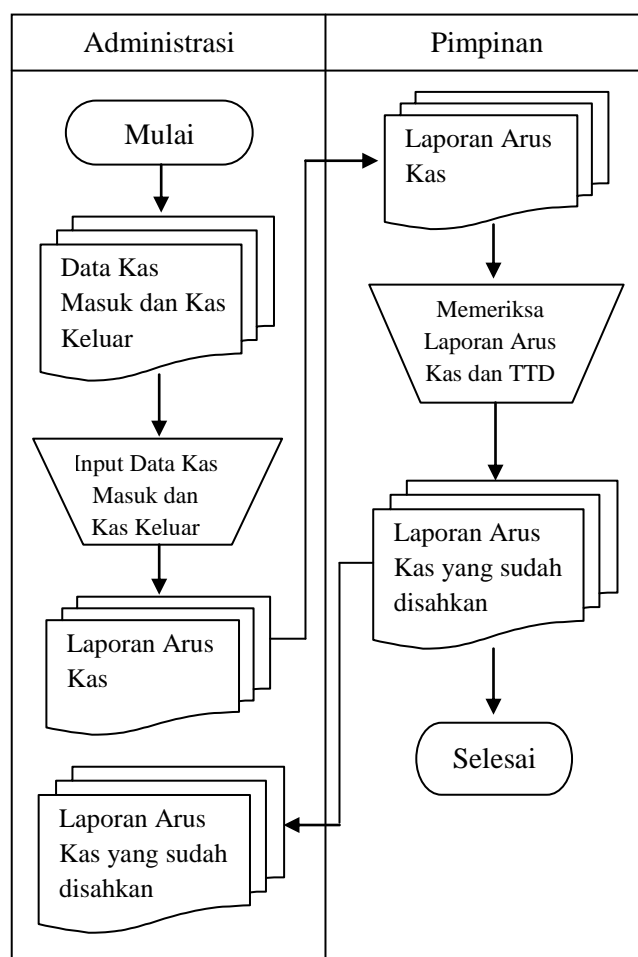 Administrasi
Pimpinan
Mulai
Data Kas
Masuk dan Kas
Keluar
Input Data Kas
Masuk dan
Kas Keluar
Laporan Arus
Kas
Laporan Arus
Kas yang sudah
disahkan
Laporan Arus
Kas
Memeriksa
Laporan Arus
Kas dan TTD
Laporan Arus
Kas yang sudah
disahkan
Selesai